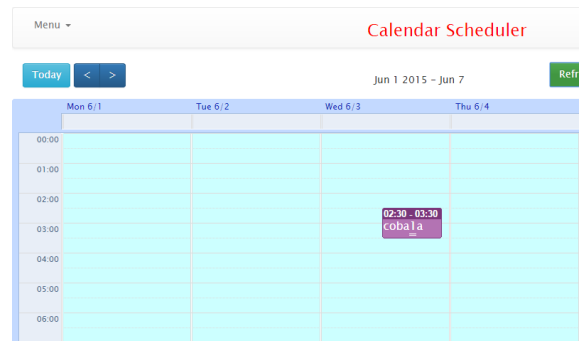 Menu
Calendar Scheduler
Today < >
Jun 1 2015 – Jun 7
Refr
Mon 6/1 Tue 6/2 Wed 6/3 Thu 6/4
00:00
01:00
02:00
02:30 - 03:30
cobala
03:00
04:00
05:00
06:00